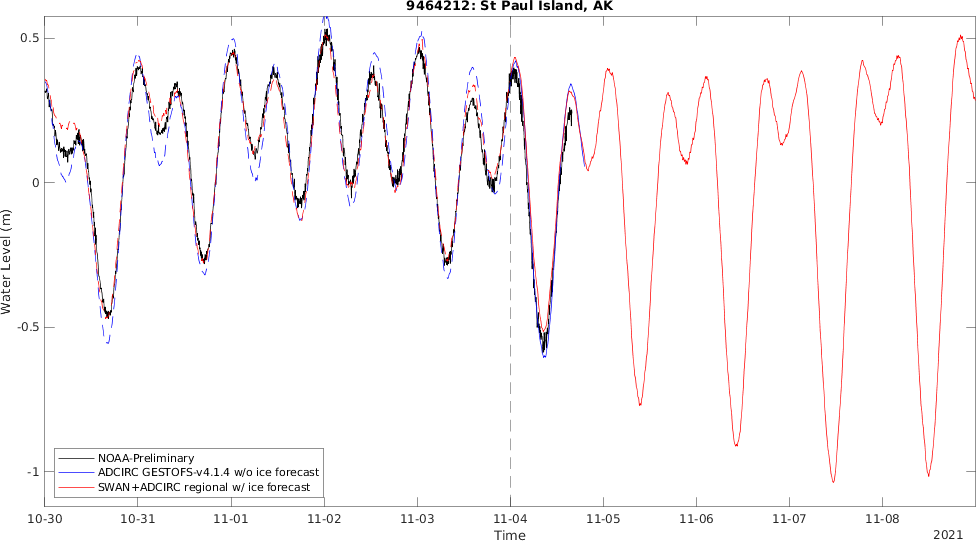 9464212: St Paul Island, AK
Water Level (m)
0.5
0
-0.5
-1
NOAA-Preliminary
ADCIRC GESTOFS-v4.1.4 w/o ice forecast
SWAN+ADCIRC regional w/ ice forecast
10-30 10-31 11-01 11-02 11-03 11-04 11-05 11-06 11-07 11-08
Time
2021